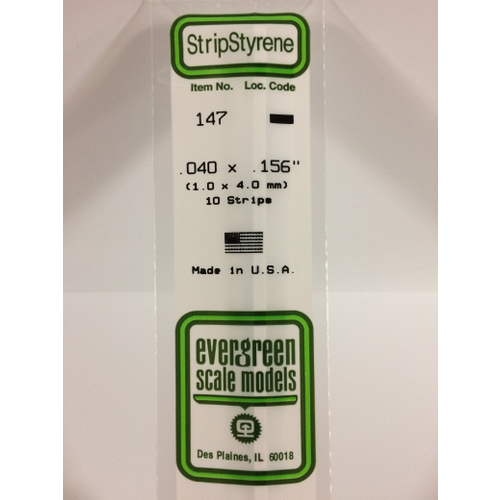 StripStyrene
Item No. Loc. Code
147
.040 x .156"
(1.0 x 4.0 mm)
10 Strips
Made in U.S.A.
evergreen
scale models
Des Plaines, IL 60018